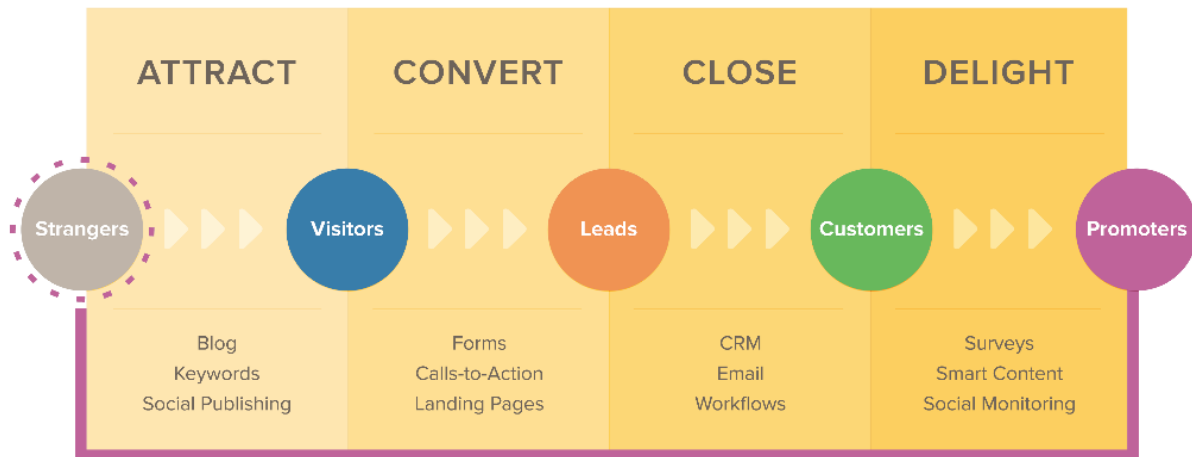 ATTRACT
CONVERT
CLOSE
DELIGHT
Strangers
Visitors
Leads
Customers
Promoters
Blog
Keywords
Social Publishing
Forms
Calls-to-Action
Landing Pages
CRM
Email
Workflows
Surveys
Smart Content
Social Monitoring